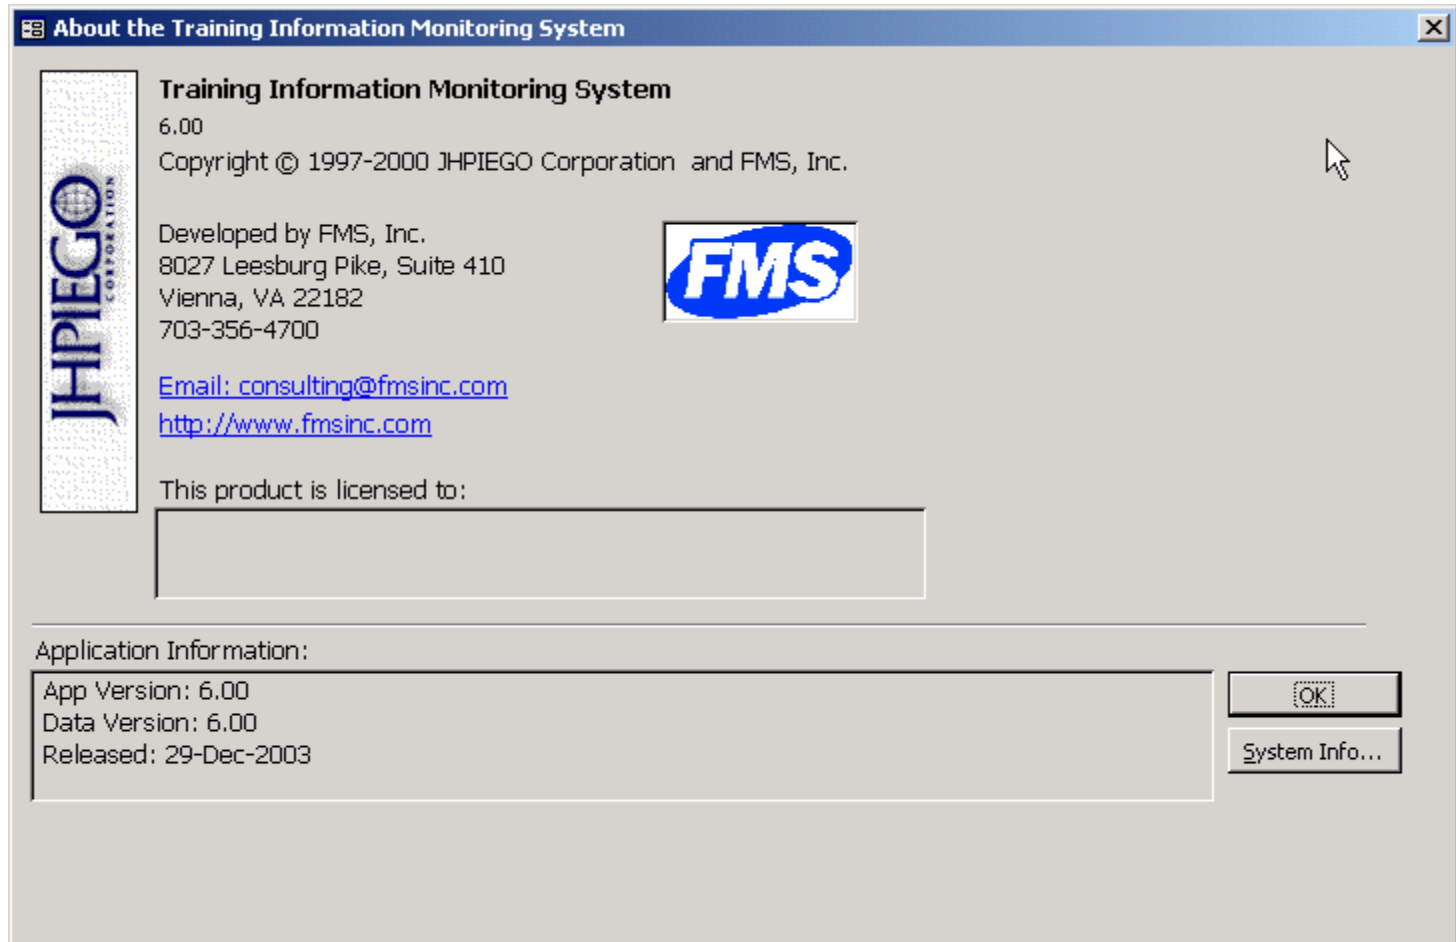 About the Training Information Monitoring System
JHPIEGO
CORPORATION
Training Information Monitoring System
6.00
Copyright © 1997-2000 JHPIEGO Corporation  and FMS, Inc.
Developed by FMS, Inc.
8027 Leesburg Pike, Suite 410
Vienna, VA 22182
703-356-4700
FMS
Email: consulting@fmsinc.com
http://www.fmsinc.com
This product is licensed to:
Application Information:
App Version: 6.00
Data Version: 6.00
Released: 29-Dec-2003
OK
System Info...